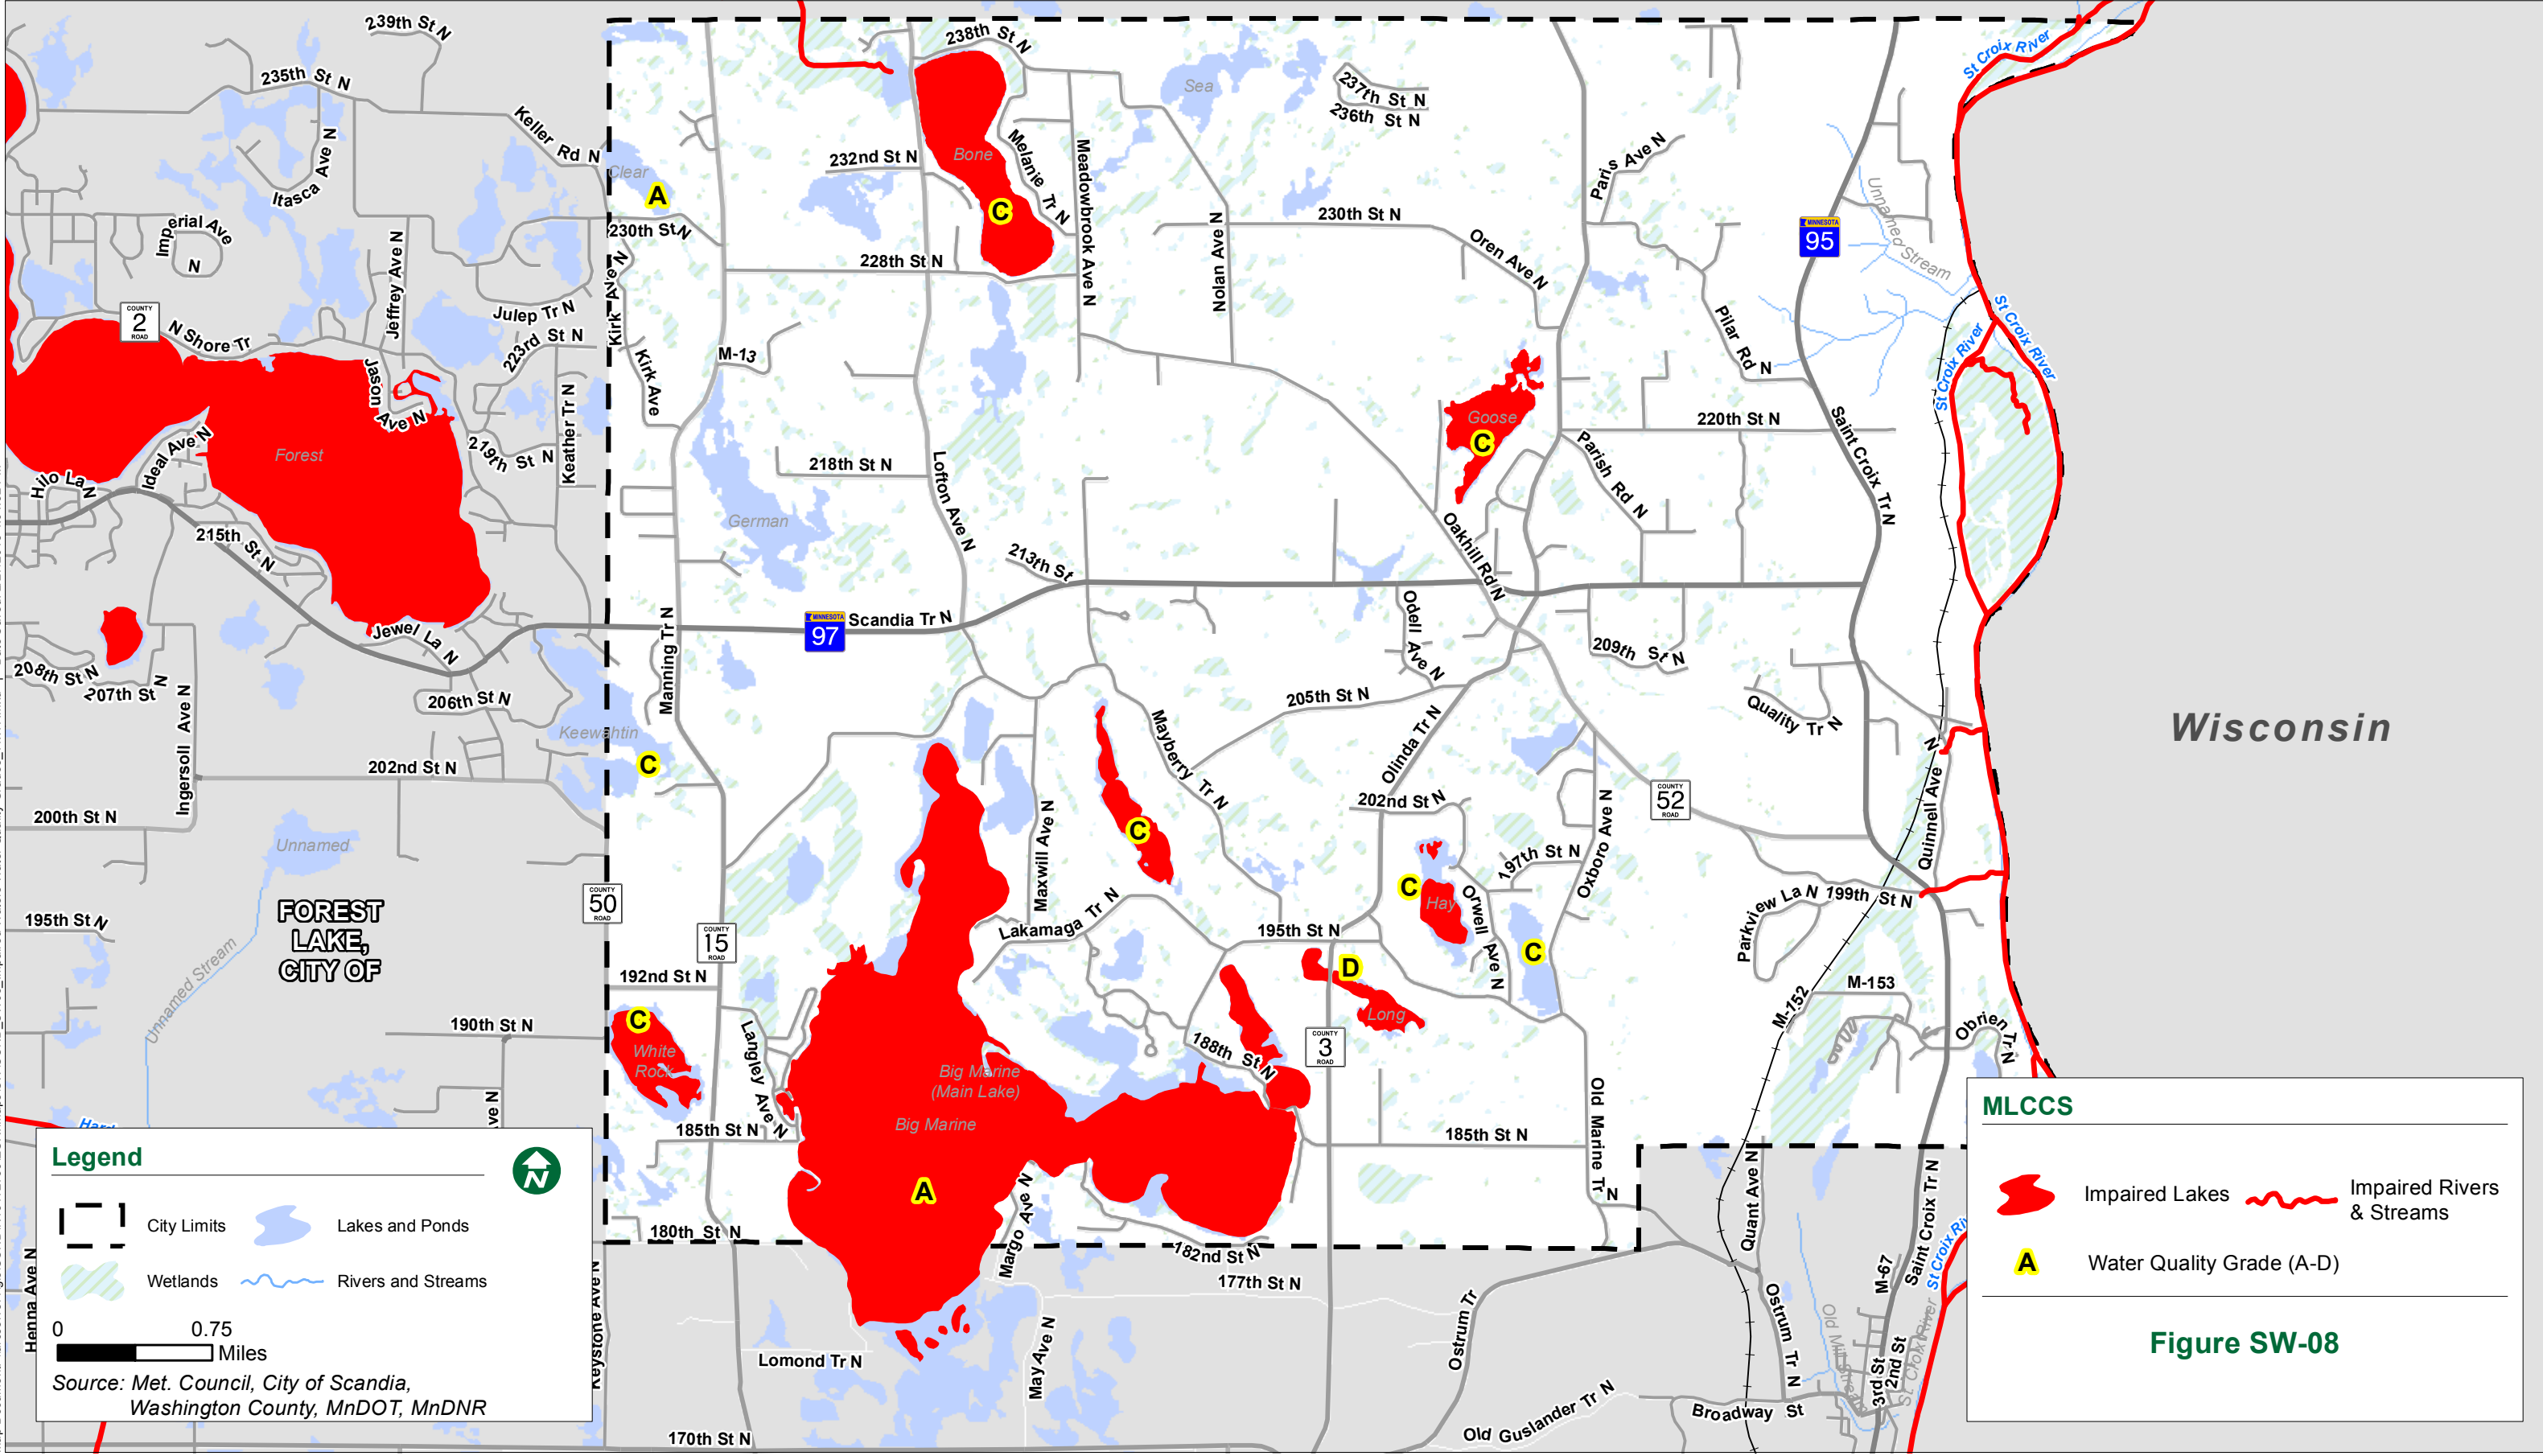 239th St N
235th St N
Keller Rd N
Itasca Ave N
Imperial Ave
N
Jeffrey Ave N
Julep Tr N
223rd St N
COUNTY
2
ROAD
N Shore Tr
Jason
Ave N
Forest
219th St N
Keather Tr N
Ideal Ave N
Hilo La N
215th St N
Jewel La N
208th St N
207th St N
206th St N
Ingersoll Ave N
Keewahtin
C
202nd St N
200th St N
Unnamed
FOREST
LAKE,
CITY OF
195th St N
Unnamed Stream
190th St N
Ave N
Henna Ave N
Keystone Ave N
COUNTY
50
ROAD
238th St N
Clear
A
230th St N
Kirk Ave N
Kirk Ave
M-13
232nd St N
Bone
C
Melanie Tr N
Meadowbrook Ave N
228th St N
Sea
237th St N
236th St N
230th St N
Nolan Ave N
Oren Ave N
Paris Ave N
MINNESOTA
95
Unnamed Stream
St Croix River
St Croix River
St Croix River
Pilar Rd N
Goose
C
220th St N
Saint Croix Tr N
Parish Rd N
218th St N
Lofton Ave N
German
213th St
Oakhill Rd N
MINNESOTA
97
Scandia Tr N
Manning Tr N
Odell Ave N
209th St N
205th St N
Quality Tr N
Mayberry Tr N
Olinda Tr N
202nd St N
COUNTY
52
ROAD
Quinnell Ave N
Wisconsin
Maxwill Ave N
C
197th St N
Oxboro Ave N
C
Hay
Orwell Ave N
C
Parkview La N
199th St N
COUNTY
15
ROAD
Lakamaga Tr N
195th St N
192nd St N
D
Long
M-153
M-152
Obrien Tr N
C
White
Rock
Langley Ave N
188th St N
COUNTY
3
ROAD
Big Marine
(Main Lake)
Big Marine
A
185th St N
185th St N
Old Marine Tr N
180th St N
Margo Ave N
182nd St N
177th St N
Lomond Tr N
May Ave N
170th St N
Ostrum Tr
Old Guslander Tr N
Quant Ave N
Ostrum Tr N
Old Mill Stream
M-67
Saint Croix Tr N
3rd St
2nd St
St Croix River
Broadway St
Legend
N
City Limits
Lakes and Ponds
Wetlands
Rivers and Streams
0 0.75
Miles
Source: Met. Council, City of Scandia,
Washington County, MnDOT, MnDNR
MLCCS
Impaired Lakes
Impaired Rivers
& Streams
A
Water Quality Grade (A-D)
Figure SW-08